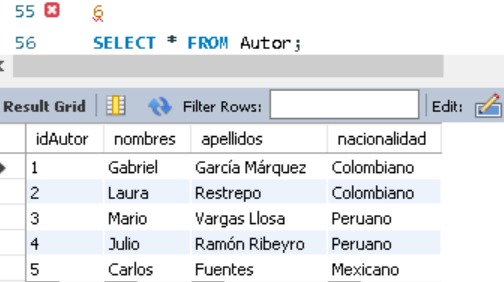 55 6
56 SELECT * FROM Autor;
Result Grid Filter Rows: Edit:
idAutor nombres apellidos nacionalidad
1 Gabriel García Márquez Colombiano
2 Laura Restrepo Colombiano
3 Mario Vargas Llosa Peruano
4 Julio Ramón Ribeyro Peruano
5 Carlos Fuentes Mexicano